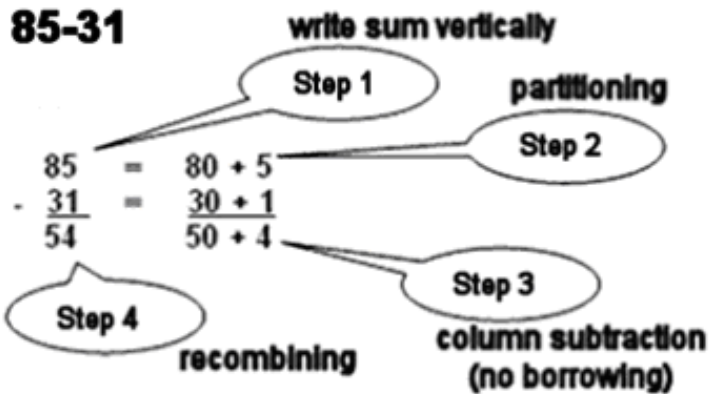 85-31
write sum vertically
Step 1
partitioning
Step 2
85 = 80 + 5
- 31 = 30 + 1
54 50 + 4
Step 3
Step 4
column subtraction
recombining
(no borrowing)